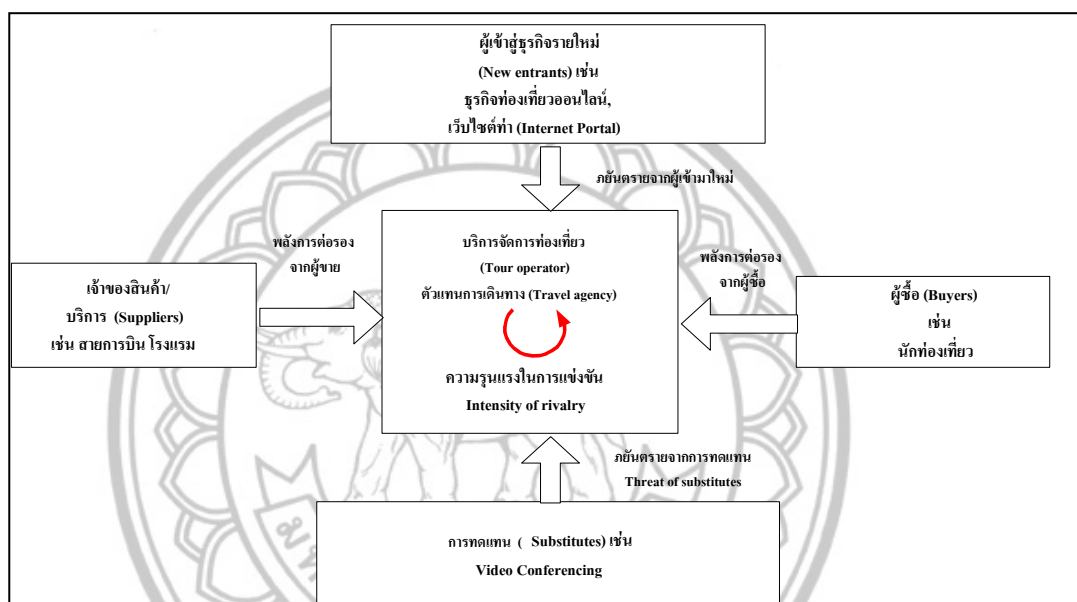 ผู้เข้าสู่ธุรกิจรายใหม่
(New entrants) เช่น
ธุรกิจท่องเที่ยวออนไลน์,
เว็บไซต์ท่า (Internet Portal)
ภยันตรายจากผู้เข้ามาใหม่
พลังการต่อรอง
จากผู้ขาย
เจ้าของสินค้า/
บริการ (Suppliers)
เช่น สายการบิน โรงแรม
บริการจัดการท่องเที่ยว
(Tour operator)
ตัวแทนการเดินทาง (Travel agency)
ความรุนแรงในการแข่งขัน
Intensity of rivalry
พลังการต่อรอง
จากผู้ซื้อ
ผู้ซื้อ (Buyers)
เช่น
นักท่องเที่ยว
ภยันตรายจากการทดแทน
Threat of substitutes
การทดแทน ( Substitutes) เช่น
Video Conferencing